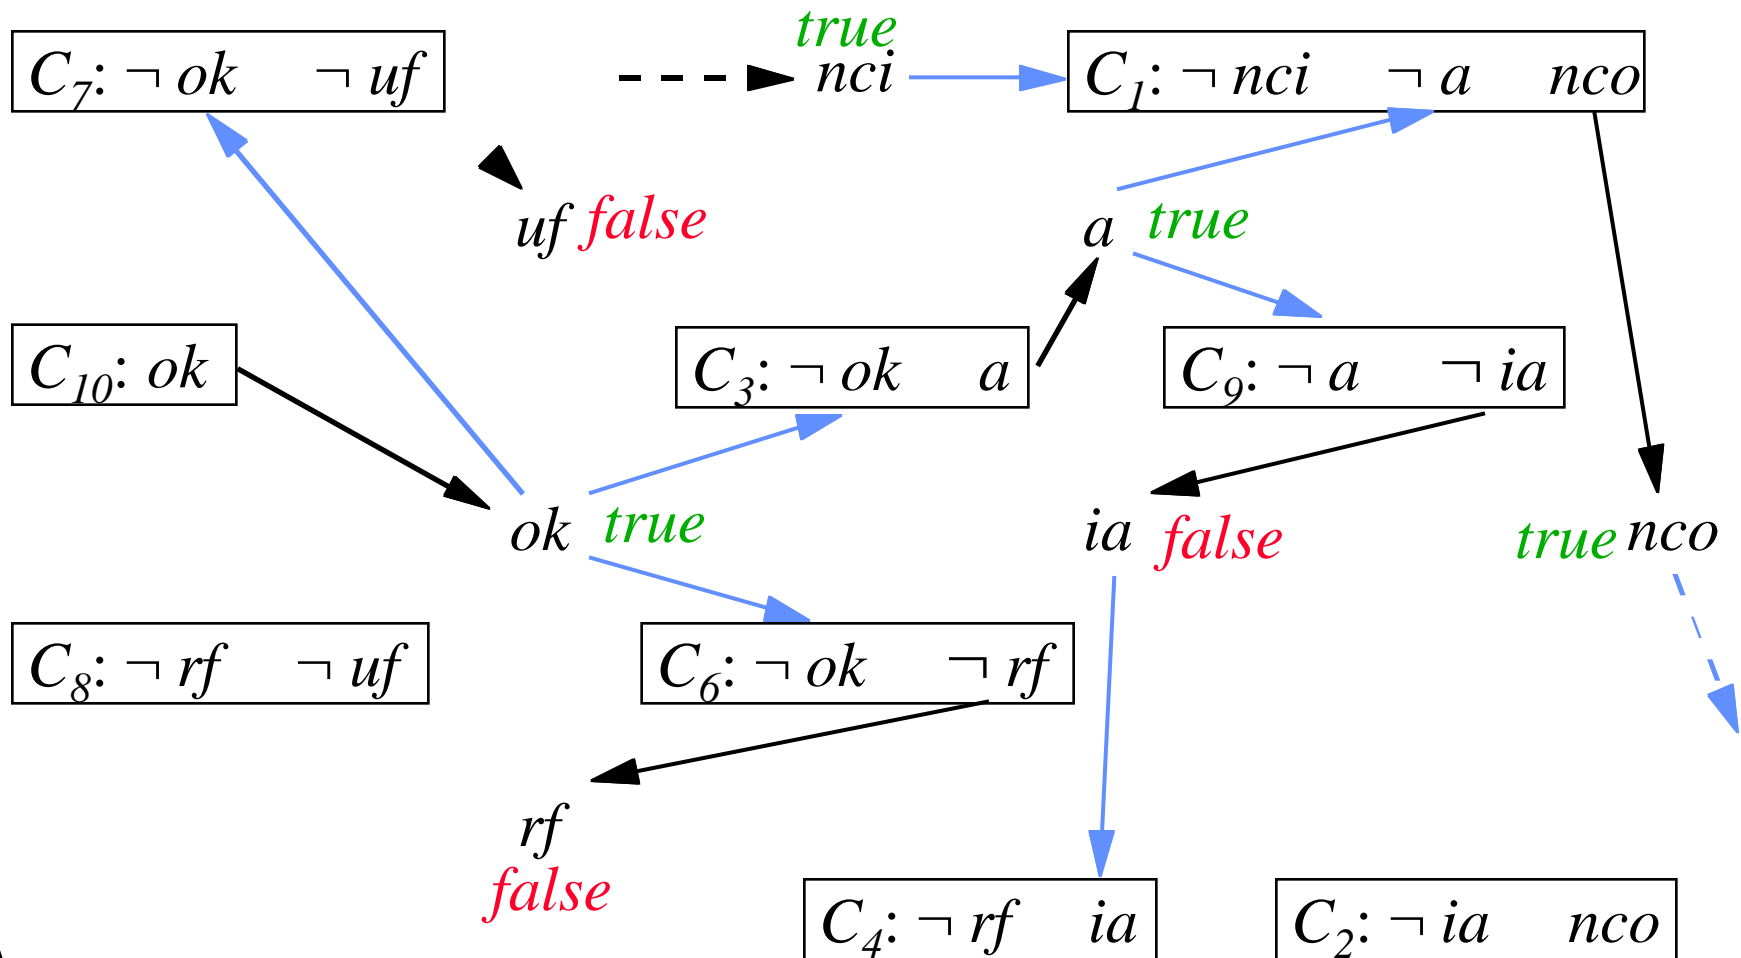 true
C7: ¬ ok ¬ uf
nci
C1: ¬ nci ¬ a nco
uf false
a true
C10: ok
C3: ¬ ok a
C9: ¬ a ¬ ia
ok true
ia false
true nco
C8: ¬ rf ¬ uf
C6: ¬ ok ¬ rf
rf
false
C4: ¬ rf ia
C2: ¬ ia nco